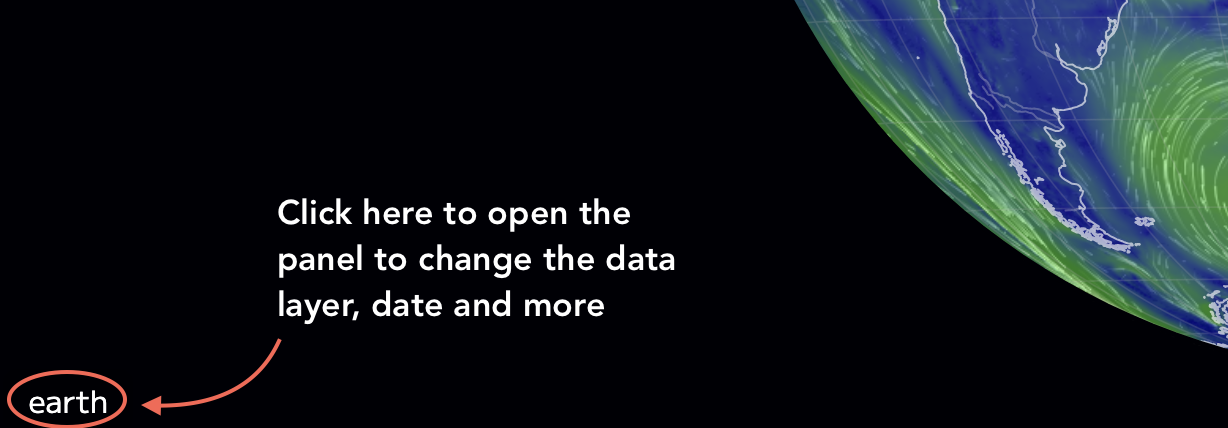 Click here to open the
panel to change the data
layer, date and more
earth